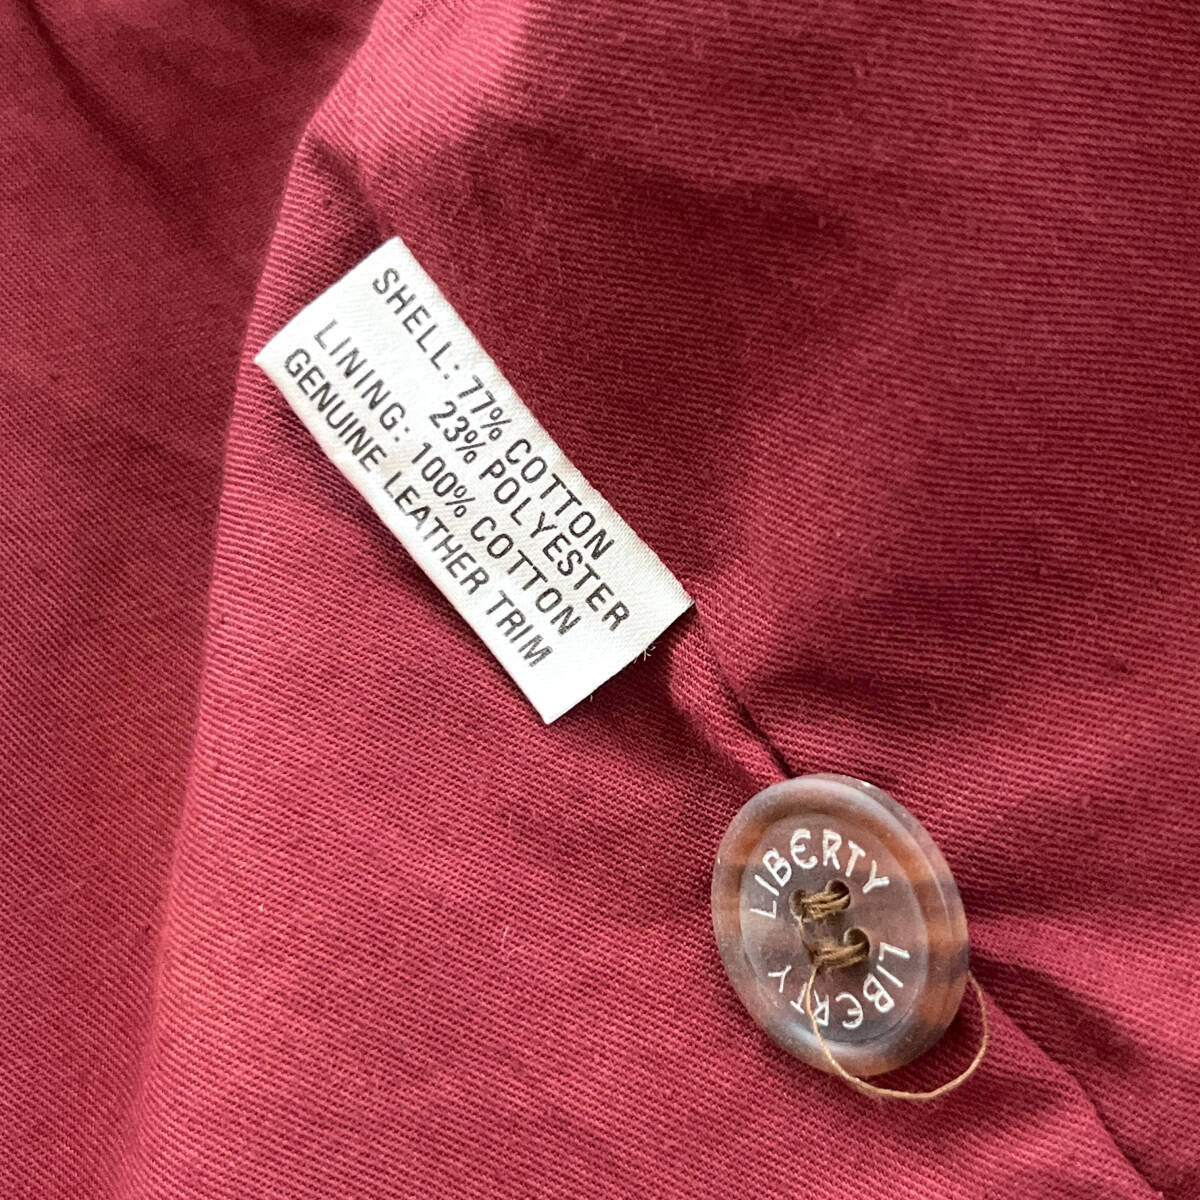 SHELL: 77% COTTON
23% POLYESTER
LINING: 100% COTTON
GENUINE LEATHER TRIM
LIBERTY
LIBERTY